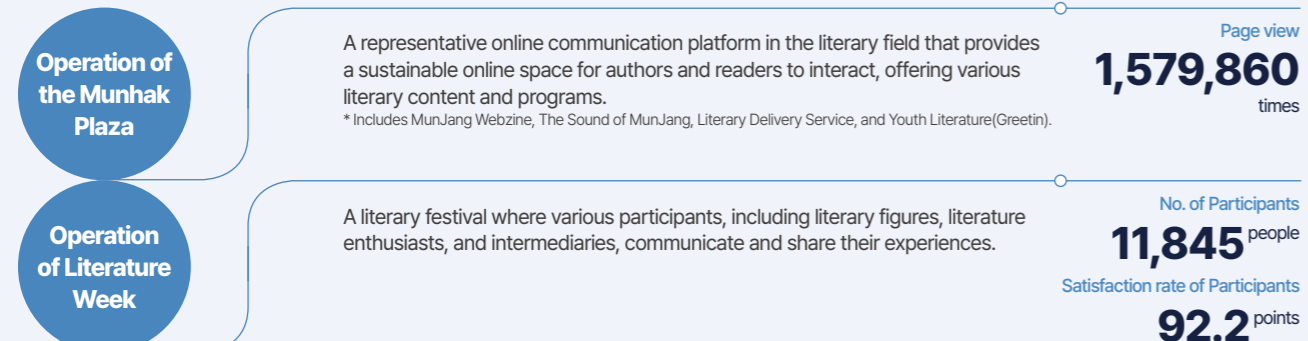 Operation of
the Munhak
Plaza
A representative online communication platform in the literary field that provides
a sustainable online space for authors and readers to interact, offering various
literary content and programs.
* Includes MunJang Webzine, The Sound of MunJang, Literary Delivery Service, and Youth Literature(Greetin).
Page view
1,579,860
times
Operation
of Literature
Week
A literary festival where various participants, including literary figures, literature
enthusiasts, and intermediaries, communicate and share their experiences.
No. of Participants
11,845 people
Satisfaction rate of Participants
92.2 points